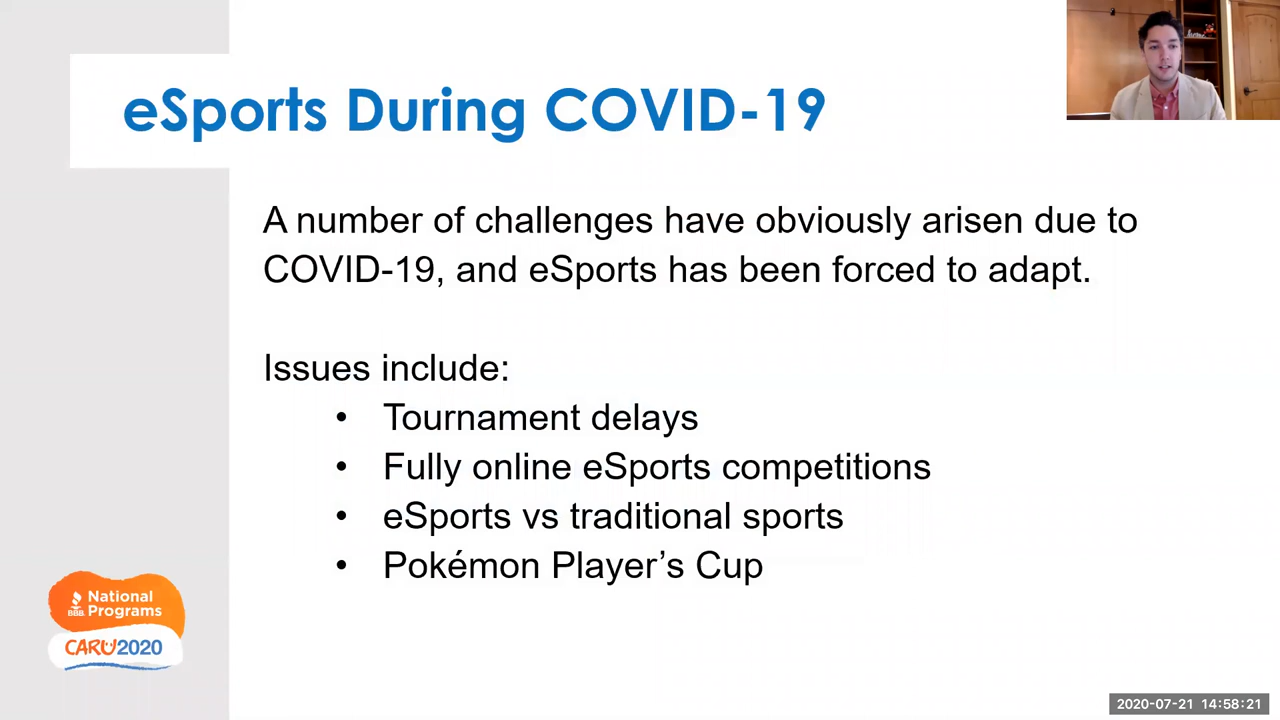 eSports During COVID-19
A number of challenges have obviously arisen due to
COVID-19, and eSports has been forced to adapt.
Issues include:
• Tournament delays
• Fully online eSports competitions
• eSports vs traditional sports
• Pokémon Player’s Cup
BBB National
Programs
CARU2020
2020-07-21 14:58:21